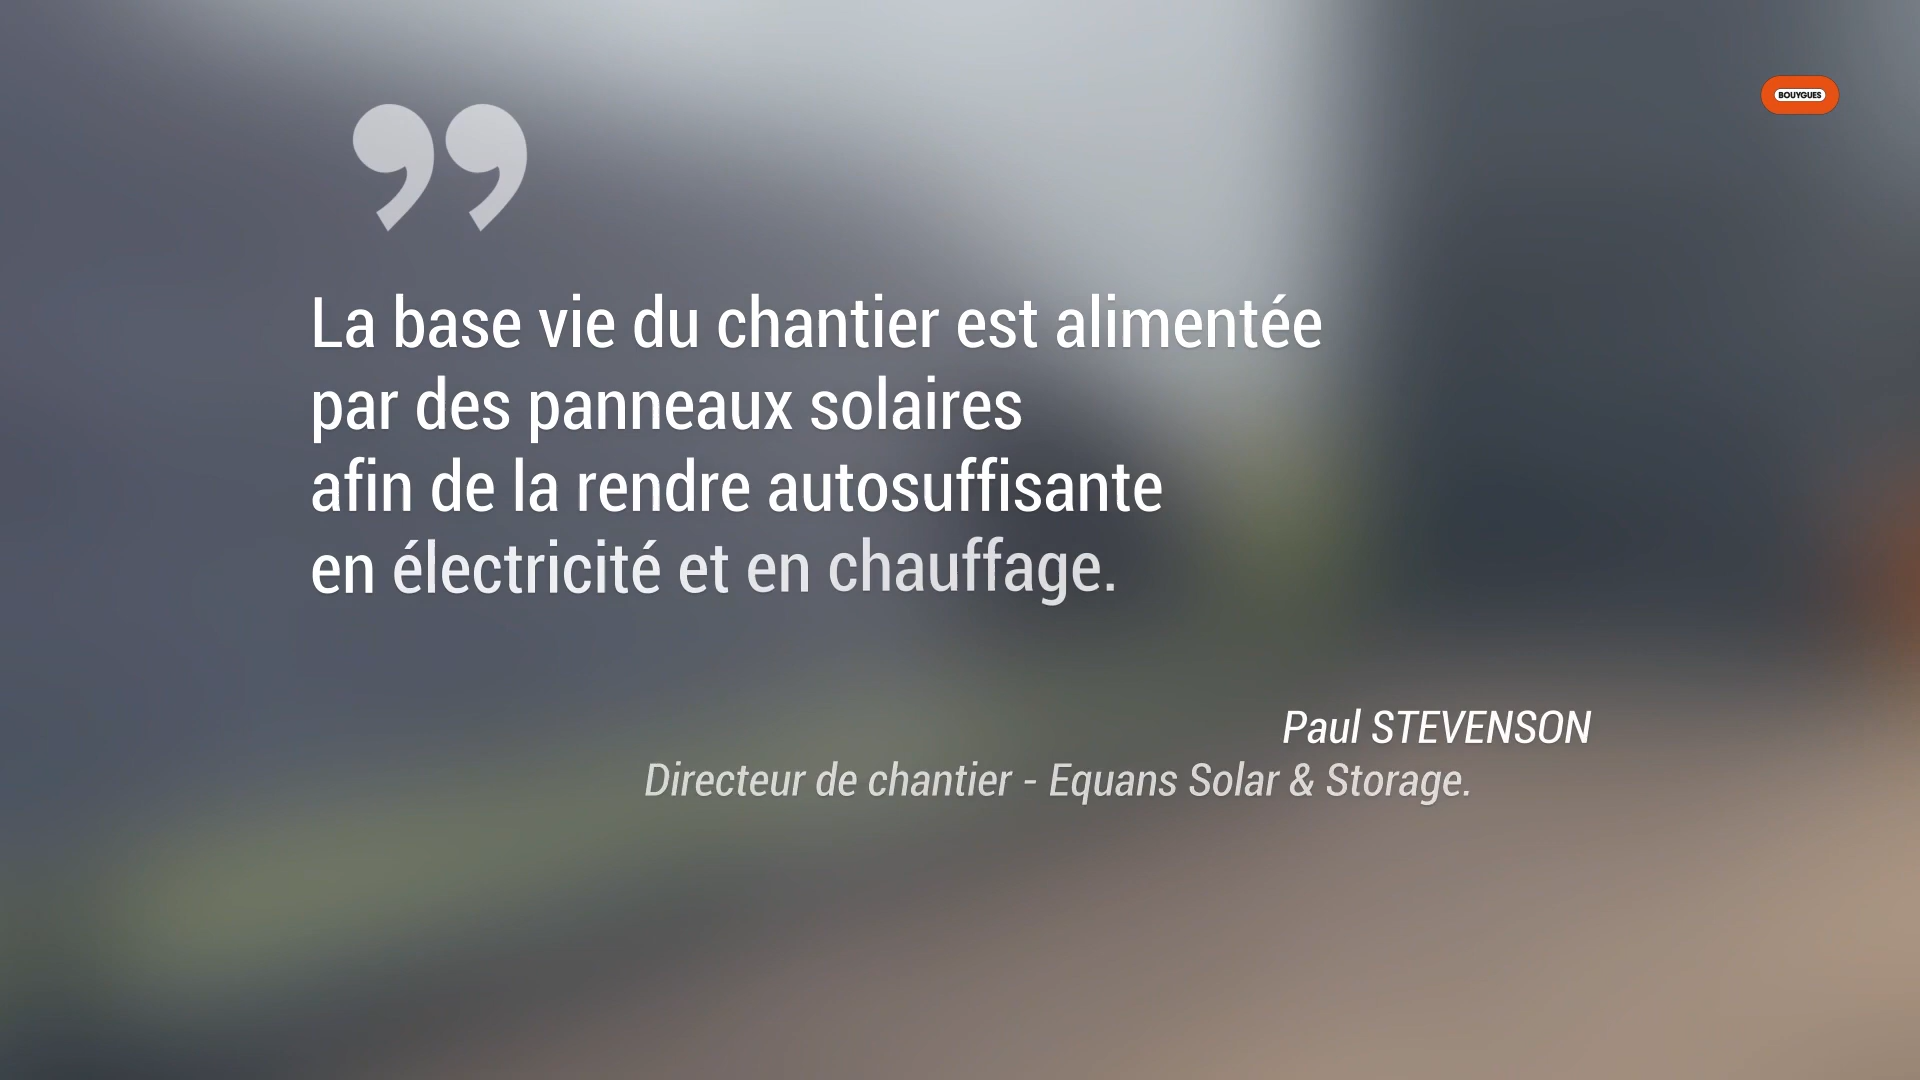 BOUYGUES
”
La base vie du chantier est alimentée
par des panneaux solaires
afin de la rendre autosuffisante
en électricité et en chauffage.
Paul STEVENSON
Directeur de chantier - Equans Solar & Storage.